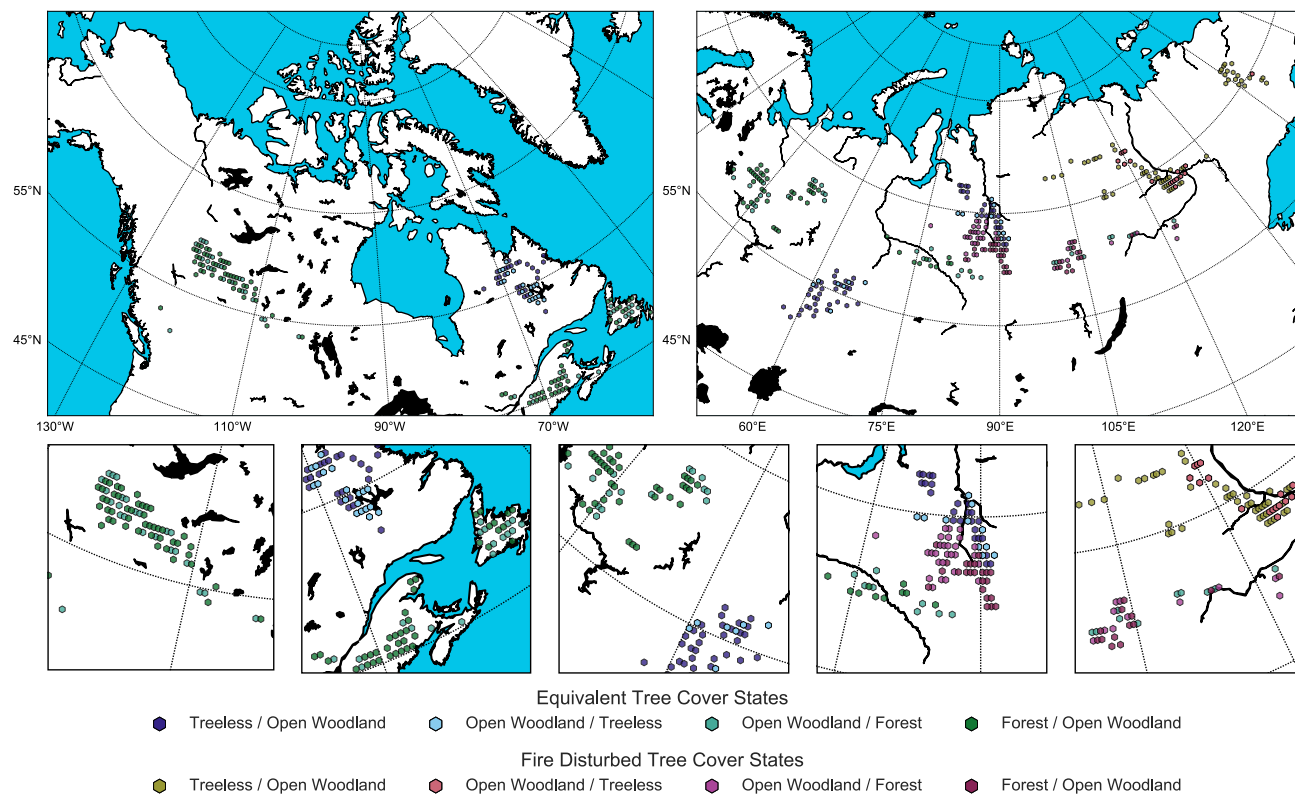 55°N
45°N
130°W
110°W
90°W
70°W
55°N
45°N
60°E
75°E
90°E
105°E
120°E
Equivalent Tree Cover States
Treeless / Open Woodland
Open Woodland / Treeless
Open Woodland / Forest
Forest / Open Woodland
Fire Disturbed Tree Cover States
Treeless / Open Woodland
Open Woodland / Treeless
Open Woodland / Forest
Forest / Open Woodland